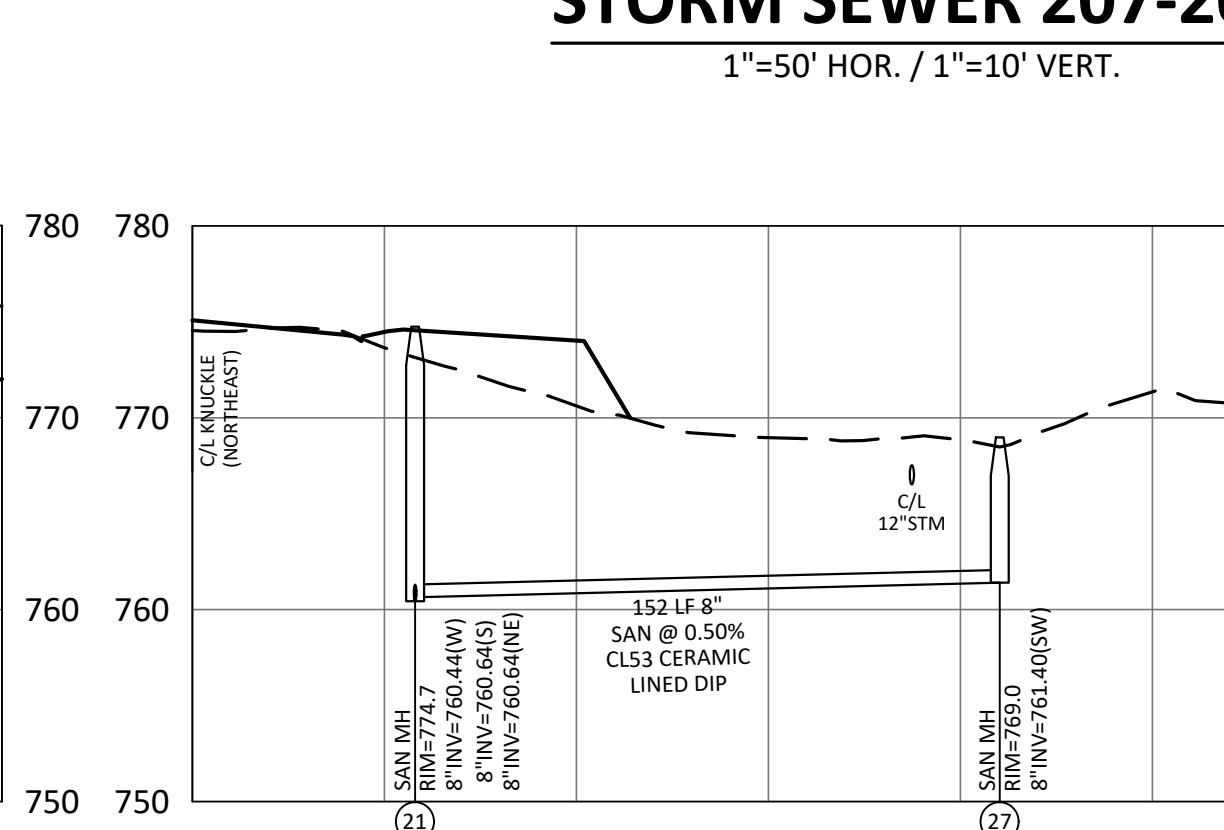 STORM SEWER 207-20
1"=50' HOR. / 1"=10' VERT.
780 780
770 770
760 760
750 750
C/L KNUCKLE
(NORTHEAST)
C/L
12"STM
152 LF 8"
SAN @ 0.50%
CL53 CERAMIC
LINED DIP
SAN MH
RIM=774.7
8"INV=760.44(W)
8"INV=760.64(S)
8"INV=760.64(NE)
21
SAN MH
RIM=769.0
8"INV=761.40(SW)
27